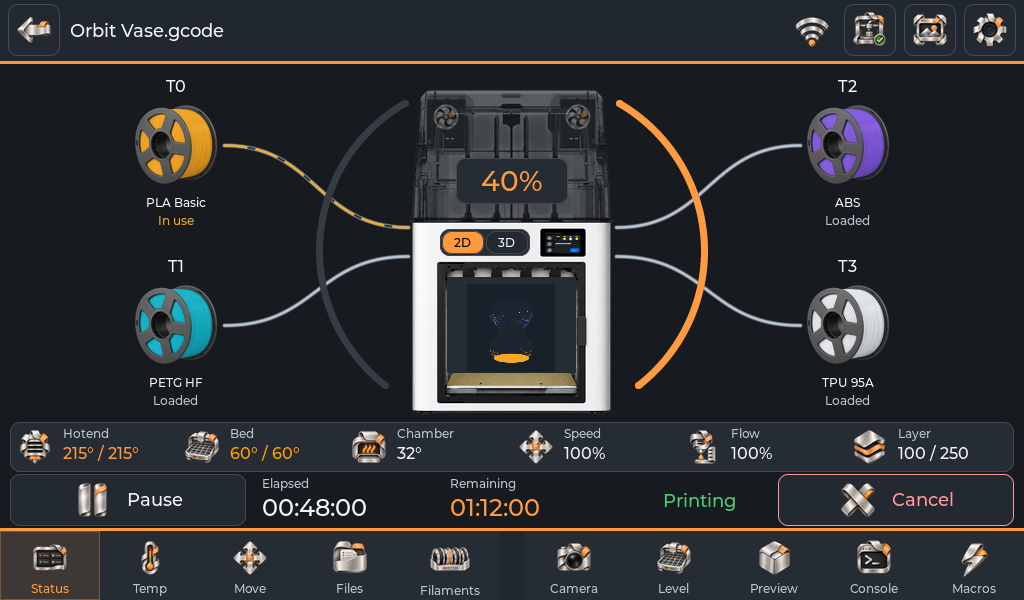 Orbit Vase.gcode
T0
PLA Basic
In use
T1
PETG HF
Loaded
40%
2D 3D
T2
ABS
Loaded
T3
TPU 95A
Loaded
Hotend
215° / 215°
Bed
60° / 60°
Chamber
32°
Speed
100%
Flow
100%
Layer
100 / 250
Pause
Elapsed
00:48:00
Remaining
01:12:00
Printing
Cancel
Status
Temp
Move
Files
Filaments
Camera
Level
Preview
Console
Macros